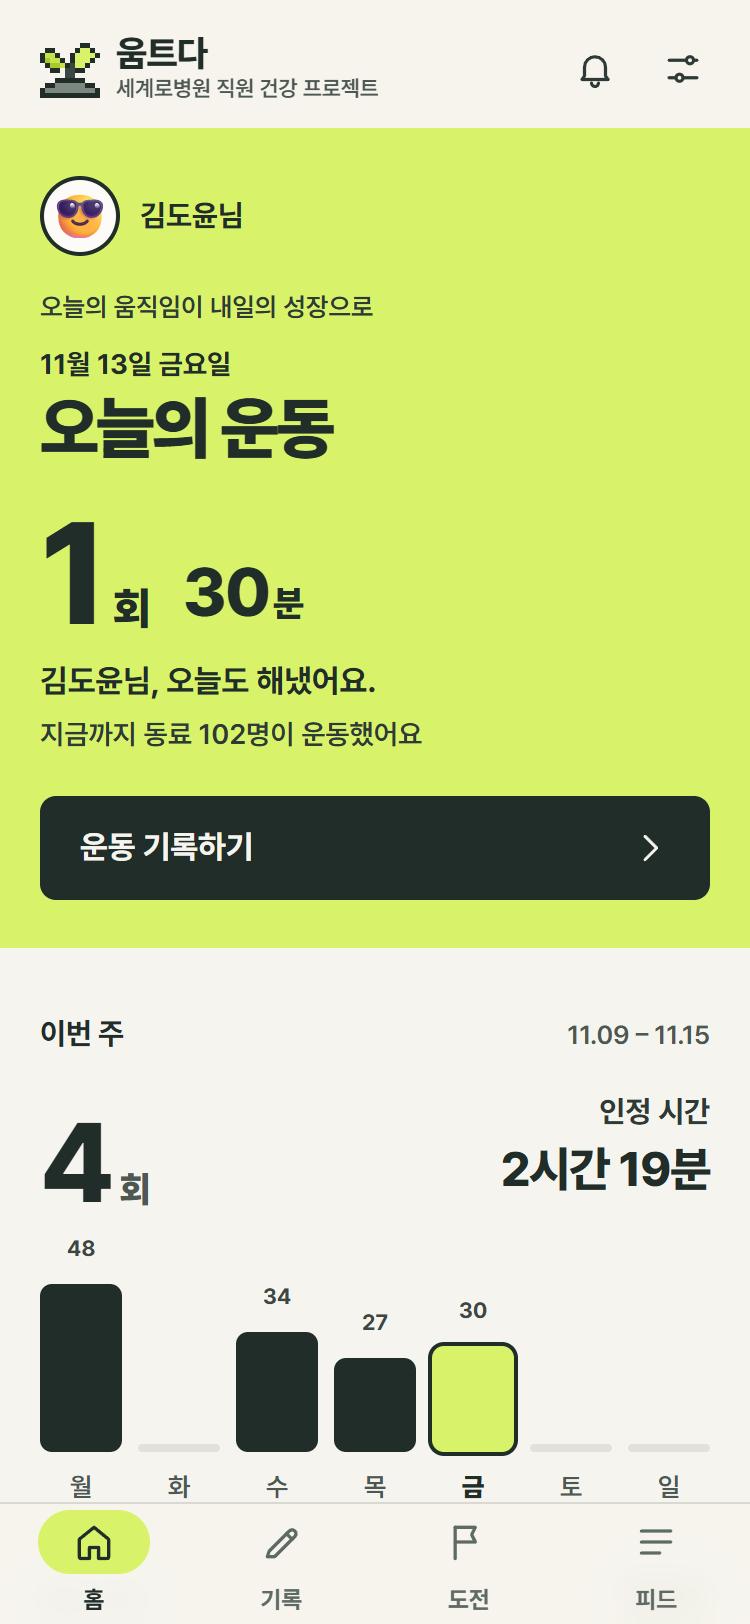 움트다
세계로병원 직원 건강 프로젝트
김도윤님
오늘의 움직임이 내일의 성장으로
11월 13일 금요일
오늘의 운동
1회 30분
김도윤님, 오늘도 해냈어요.
지금까지 동료 102명이 운동했어요
운동 기록하기
이번 주
11.09 – 11.15
인정 시간
4회
2시간 19분
48
34
27
30
월 화 수 목 금 토 일
홈 기록 도전 피드